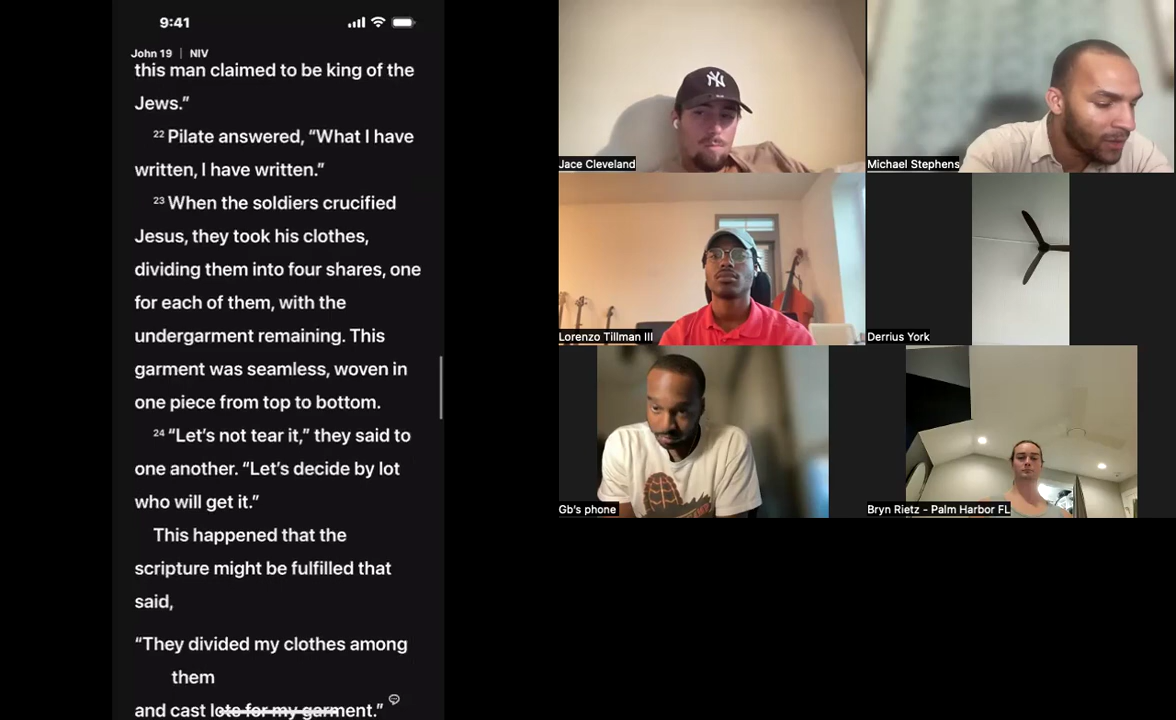 9:41
John 19 | NIV
this man claimed to be king of the
Jews.”
22 Pilate answered, “What I have
written, I have written.”
23 When the soldiers crucified
Jesus, they took his clothes,
dividing them into four shares, one
for each of them, with the
undergarment remaining. This
garment was seamless, woven in
one piece from top to bottom.
24 “Let’s not tear it,” they said to
one another. “Let’s decide by lot
who will get it.”
This happened that the
scripture might be fulfilled that
said,
“They divided my clothes among
them
and cast lots for my garment.”
NY
Jace Cleveland
Michael Stephens
Lorenzo Tillman III
Derrius York
Gb’s phone
Bryn Rietz - Palm Harbor FL